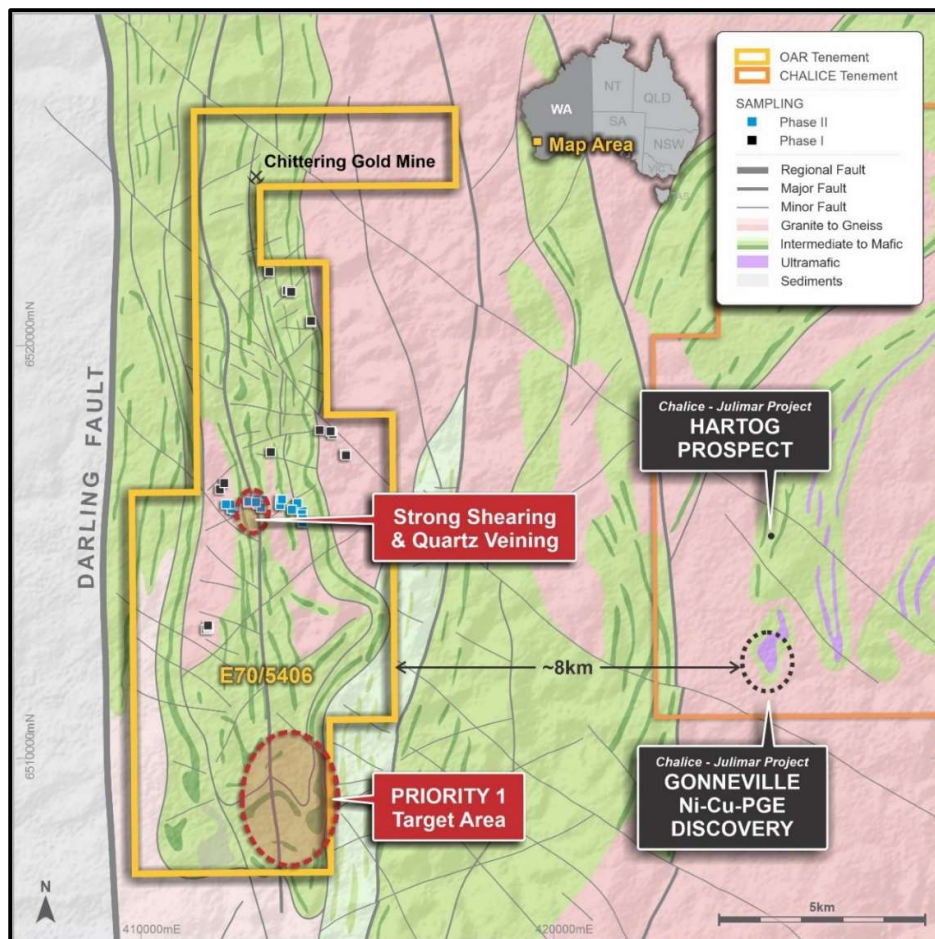 OAR Tenement
CHALICE Tenement
SAMPLING
Phase II
Phase I
Regional Fault
Major Fault
Minor Fault
Granite to Gneiss
Intermediate to Mafic
Ultramafic
Sediments
NT
QLD
WA
SA
NSW
Map Area
Chittering Gold Mine
6520000mN
DARLING FAULT
Chalice - Julimar Project
HARTOG
PROSPECT
Strong Shearing
& Quartz Veining
E70/5406
~8km
6510000mN
Chalice - Julimar Project
GONNEVILLE
Ni-Cu-PGE
DISCOVERY
PRIORITY 1
Target Area
N
410000mE
420000mE
5km